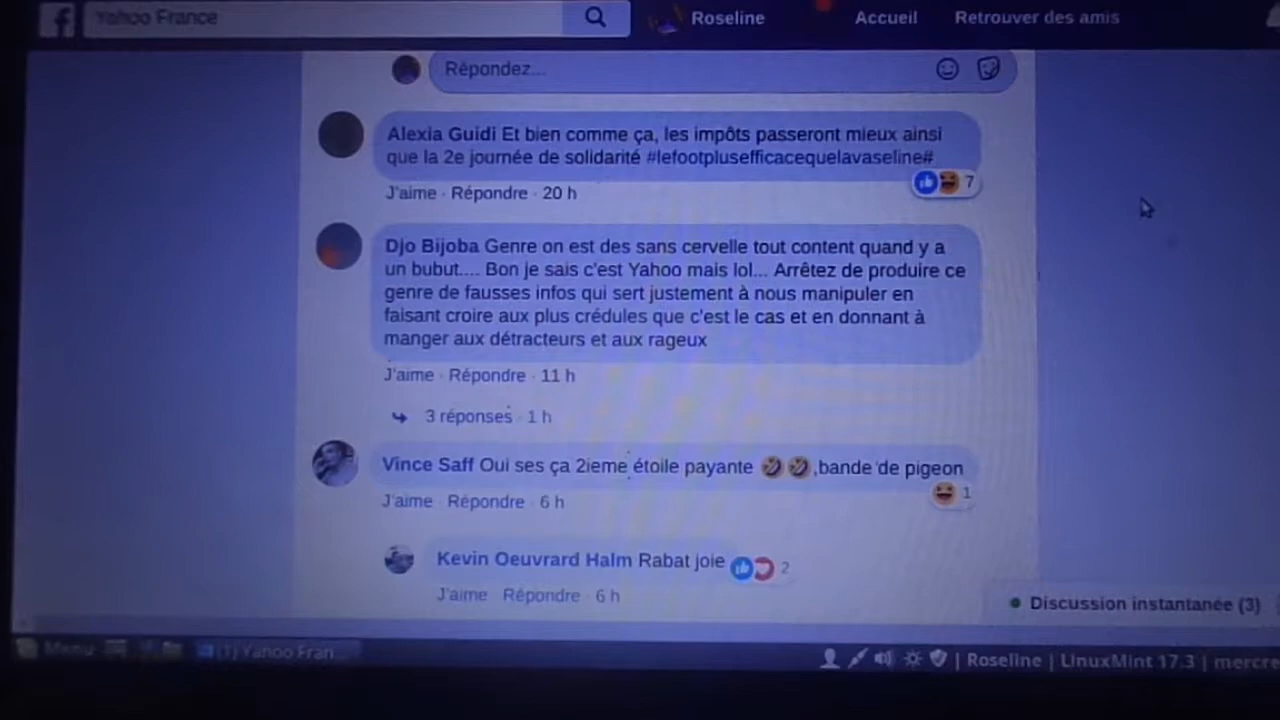 Yahoo France
Roseline
Accueil
Retrouver des amis
Répondez...
Alexia Guidi Et bien comme ça, les impôts passeront mieux ainsi
que la 2e journée de solidarité #lefootplusefficacequelavaseline#
7
J'aime · Répondre · 20 h
Djo Bijoba Genre on est des sans cervelle tout content quand y a
un bubut.... Bon je sais c'est Yahoo mais lol... Arrêtez de produire ce
genre de fausses infos qui sert justement à nous manipuler en
faisant croire aux plus crédules que c'est le cas et en donnant à
manger aux détracteurs et aux rageux
J'aime · Répondre · 11 h
3 réponses · 1 h
Vince Saff Oui ses ça 2ieme étoile payante 🤣🤣,bande de pigeon
1
J'aime · Répondre · 6 h
Kevin Oeuvrard Halm Rabat joie
2
J'aime Répondre · 6 h
Discussion instantanée (3)
Menu
(1) Yahoo Fran...
| Roseline | LinuxMint 17.3 | mercre